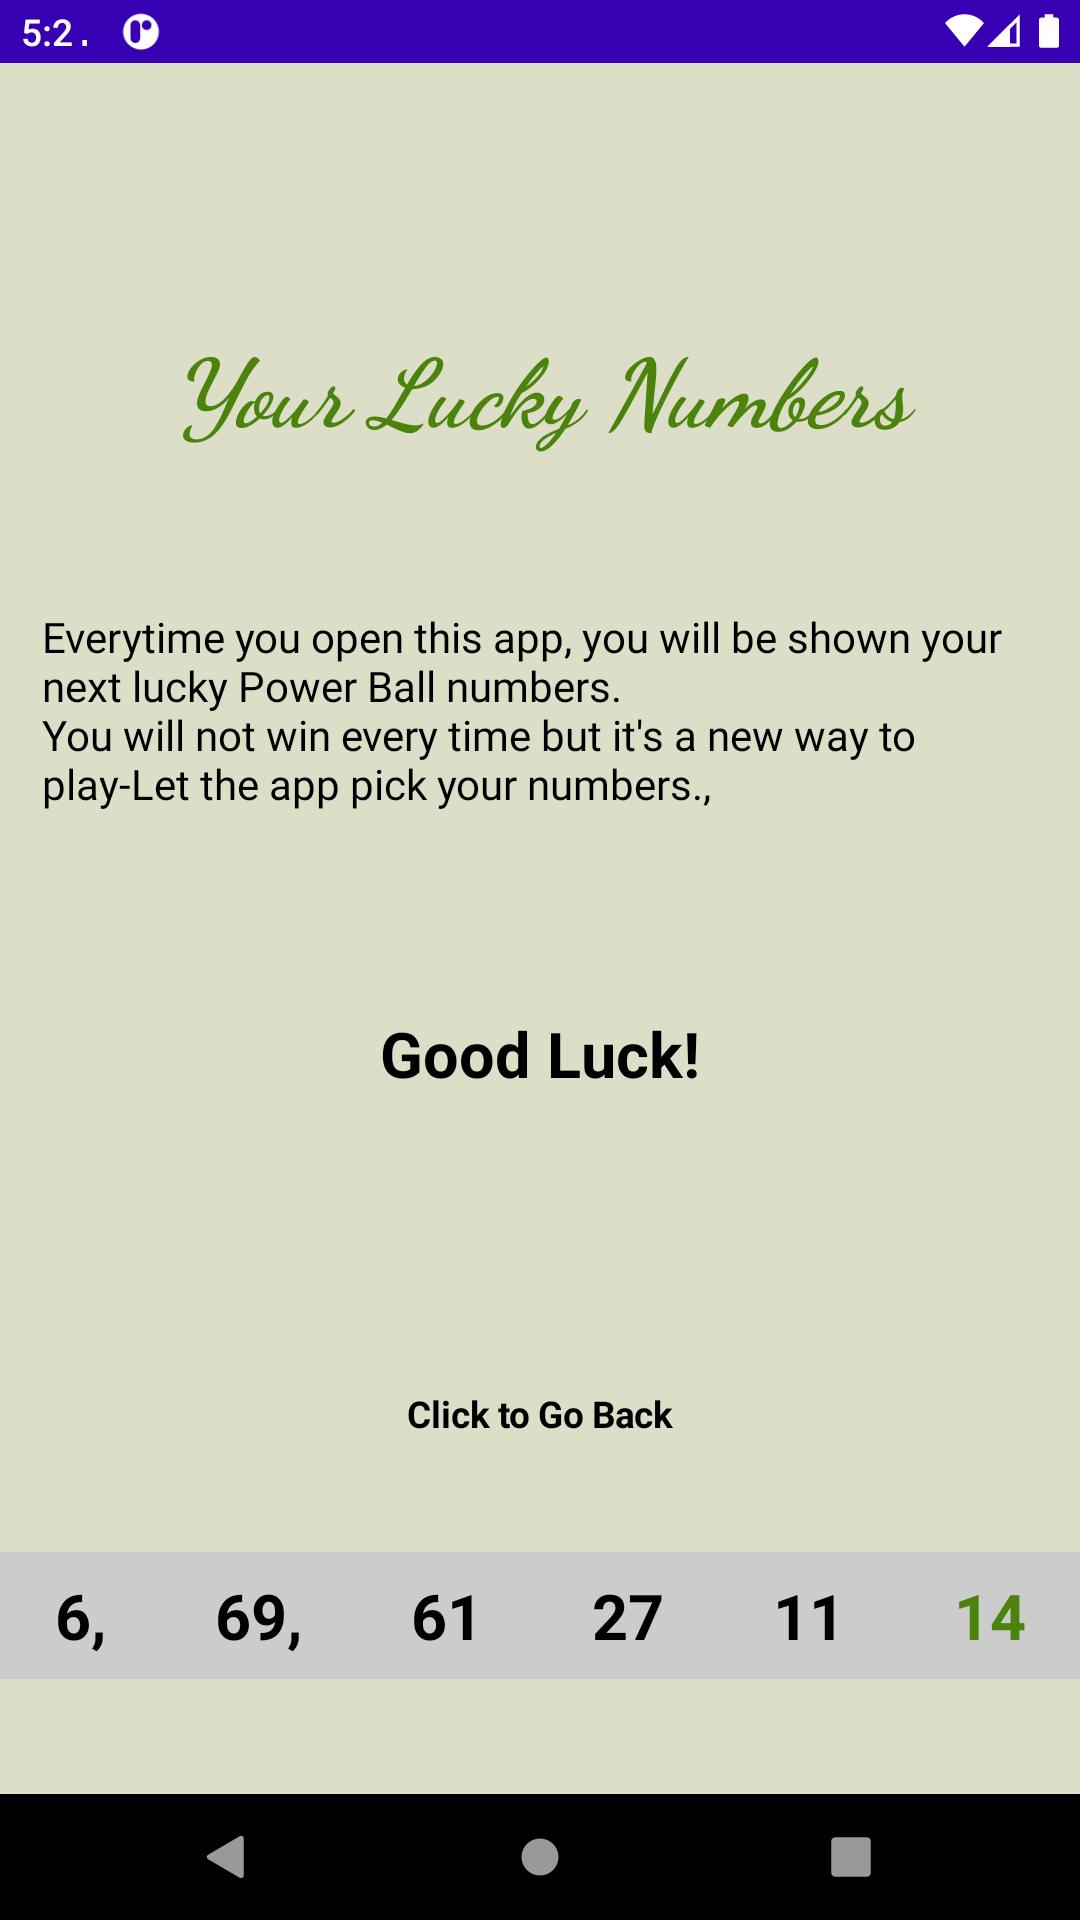 5:2.
Your Lucky Numbers
Everytime you open this app, you will be shown your
next lucky Power Ball numbers.
You will not win every time but it's a new way to
play-Let the app pick your numbers.,
Good Luck!
Click to Go Back
6, 69, 61 27 11 14